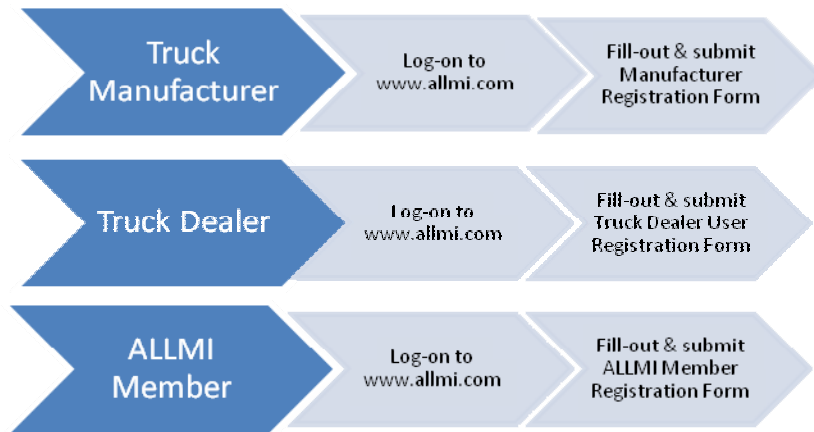 Truck
Manufacturer
Log-on to
www.allmi.com
Fill-out & submit
Manufacturer
Registration Form
Truck Dealer
Log-on to
www.allmi.com
Fill-out & submit
Truck Dealer User
Registration Form
ALLMI
Member
Log-on to
www.allmi.com
Fill-out & submit
ALLMI Member
Registration Form